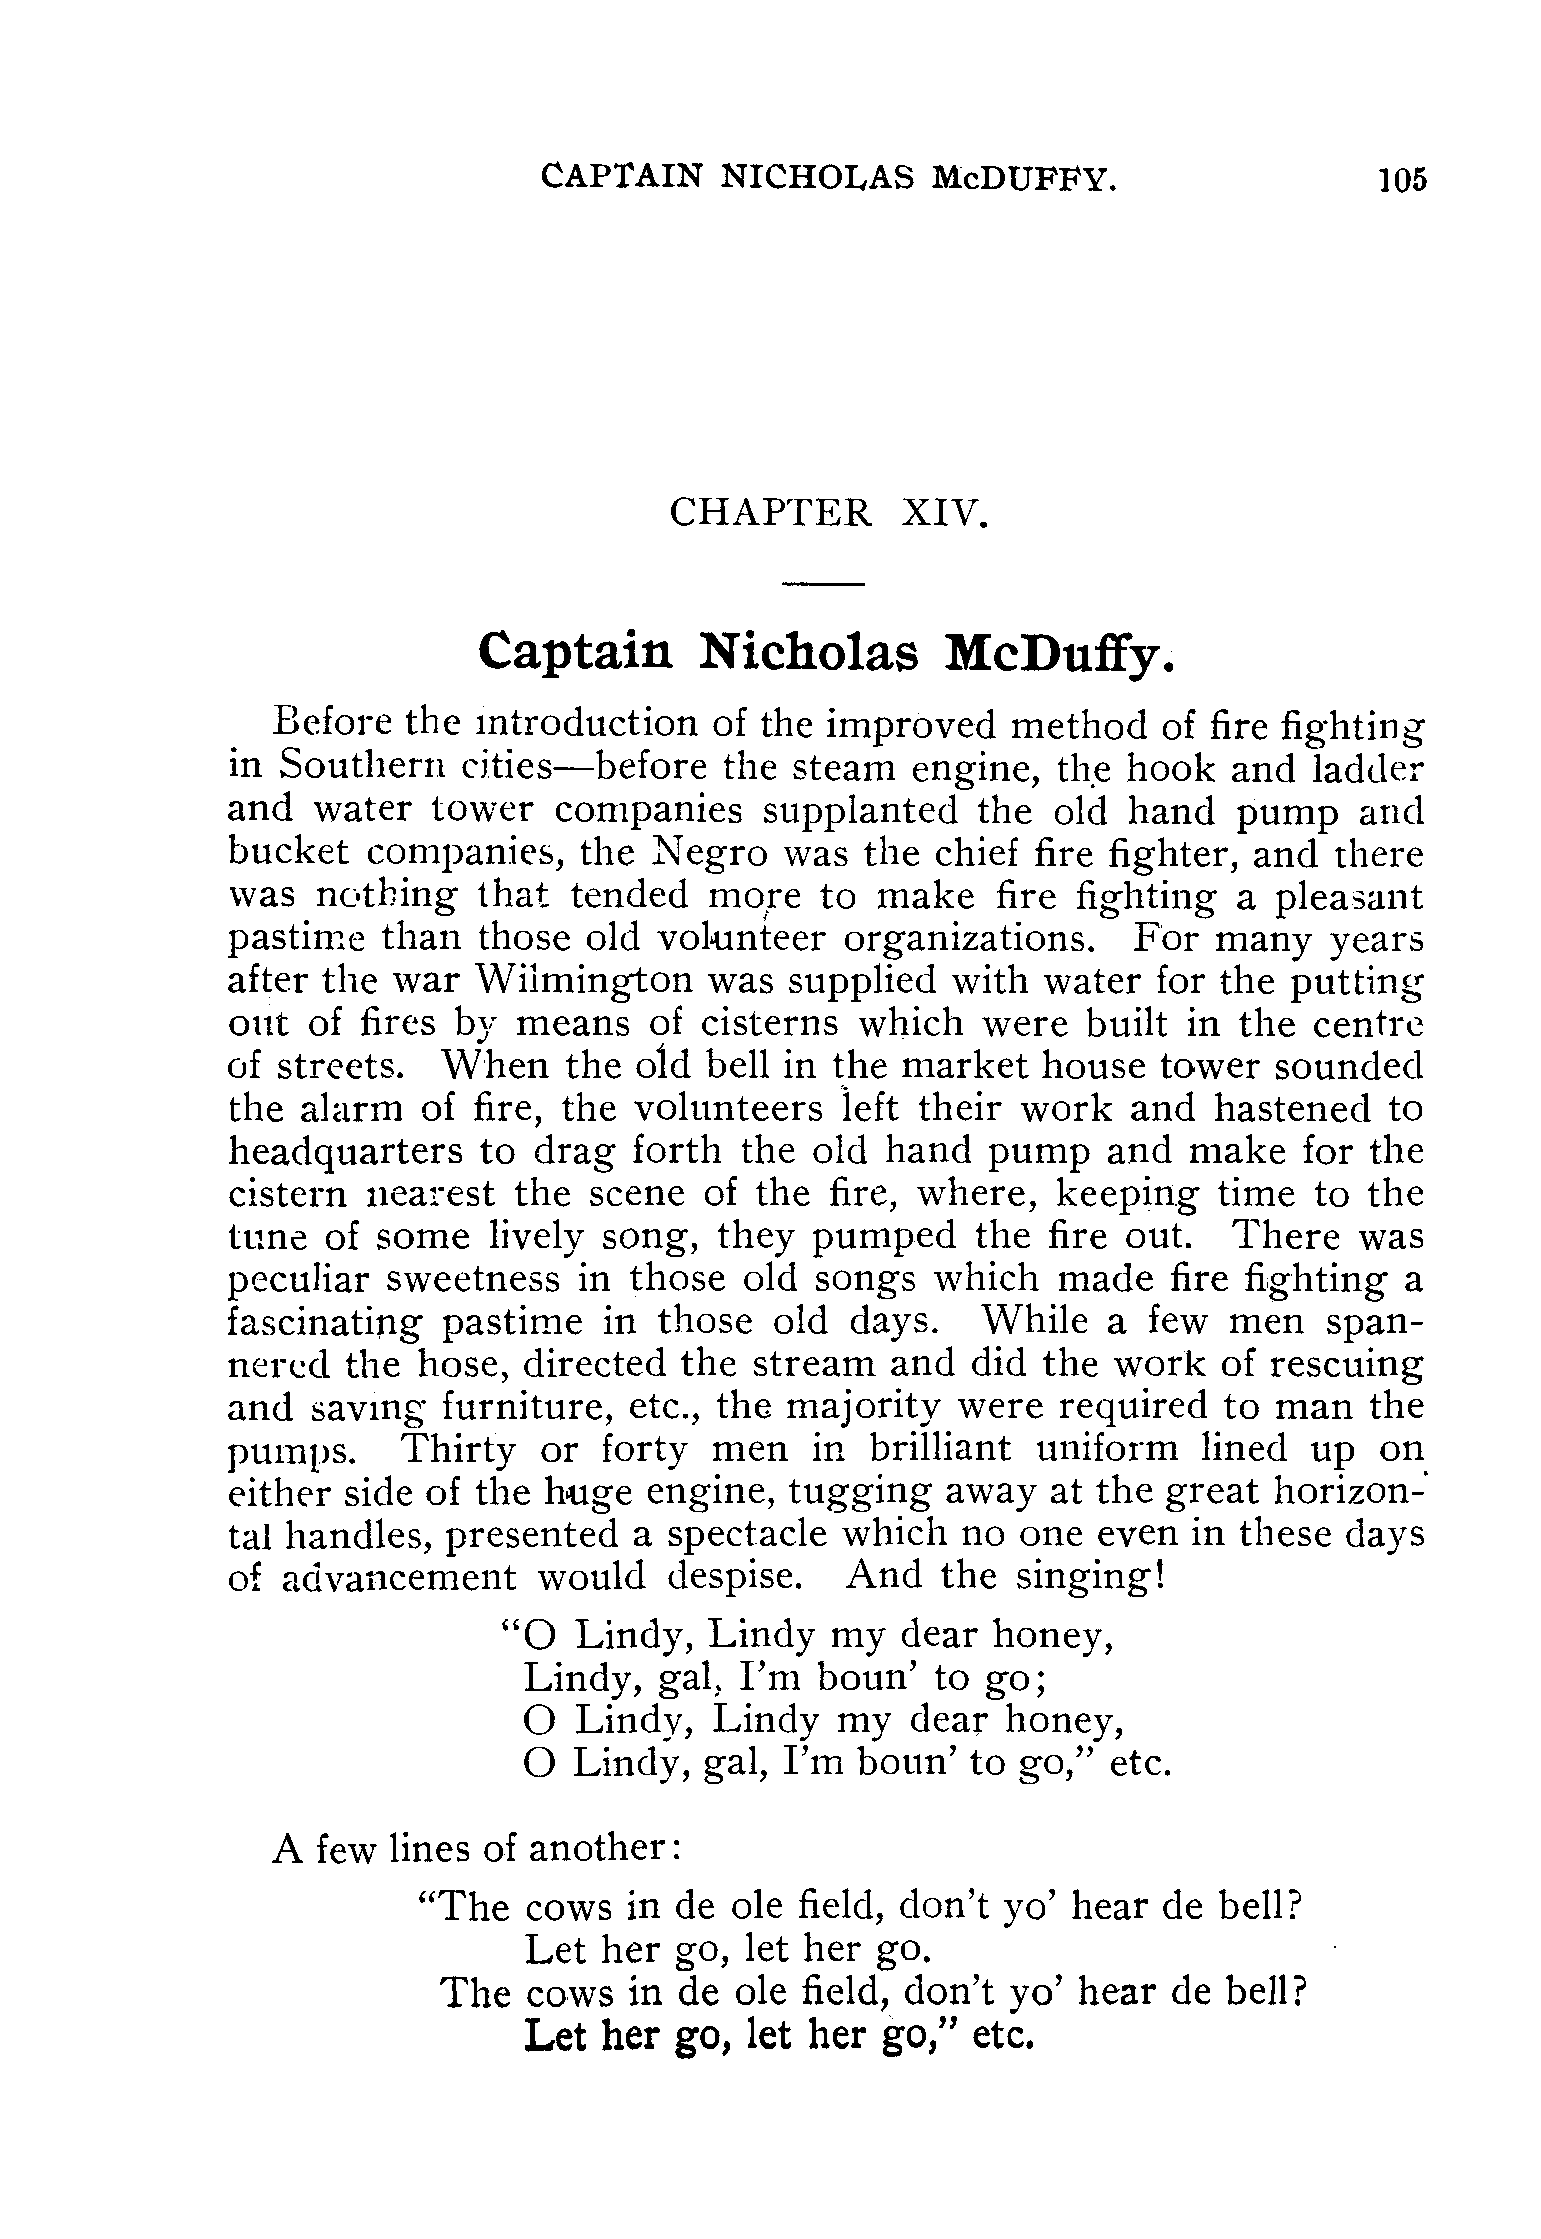 CAPTAIN NICHOLAS McDUFFY. 105
CHAPTER XIV.
Captain Nicholas McDuffy.
Before the introduction of the improved method of fire fighting
in Southern cities—before the steam engine, the hook and ladder
and water tower companies supplanted the old hand pump and
bucket companies, the Negro was the chief fire fighter, and there
was nothing that tended more to make fire fighting a pleasant
pastime than those old volunteer organizations. For many years
after the war Wilmington was supplied with water for the putting
out of fires by means of cisterns which were built in the centre
of streets. When the old bell in the market house tower sounded
the alarm of fire, the volunteers left their work and hastened to
headquarters to drag forth the old hand pump and make for the
cistern nearest the scene of the fire, where, keeping time to the
tune of some lively song, they pumped the fire out. There was
peculiar sweetness in those old songs which made fire fighting a
fascinating pastime in those old days. While a few men span-
nered the hose, directed the stream and did the work of rescuing
and saving furniture, etc., the majority were required to man the
pumps. Thirty or forty men in brilliant uniform lined up on
either side of the huge engine, tugging away at the great horizon-
tal handles, presented a spectacle which no one even in these days
of advancement would despise. And the singing!
"O Lindy, Lindy my dear honey,
Lindy, gal, I'm boun' to go;
O Lindy, Lindy my dear honey,
O Lindy, gal, I'm boun' to go," etc.
A few lines of another:
"The cows in de ole field, don't yo' hear de bell?
Let her go, let her go.
The cows in de ole field, don't yo' hear de bell?
Let her go, let her go," etc.